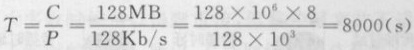 T = C/P = 128MB/128Kb/s = 128 × 10⁶ × 8/128 × 10³ = 8000(s)